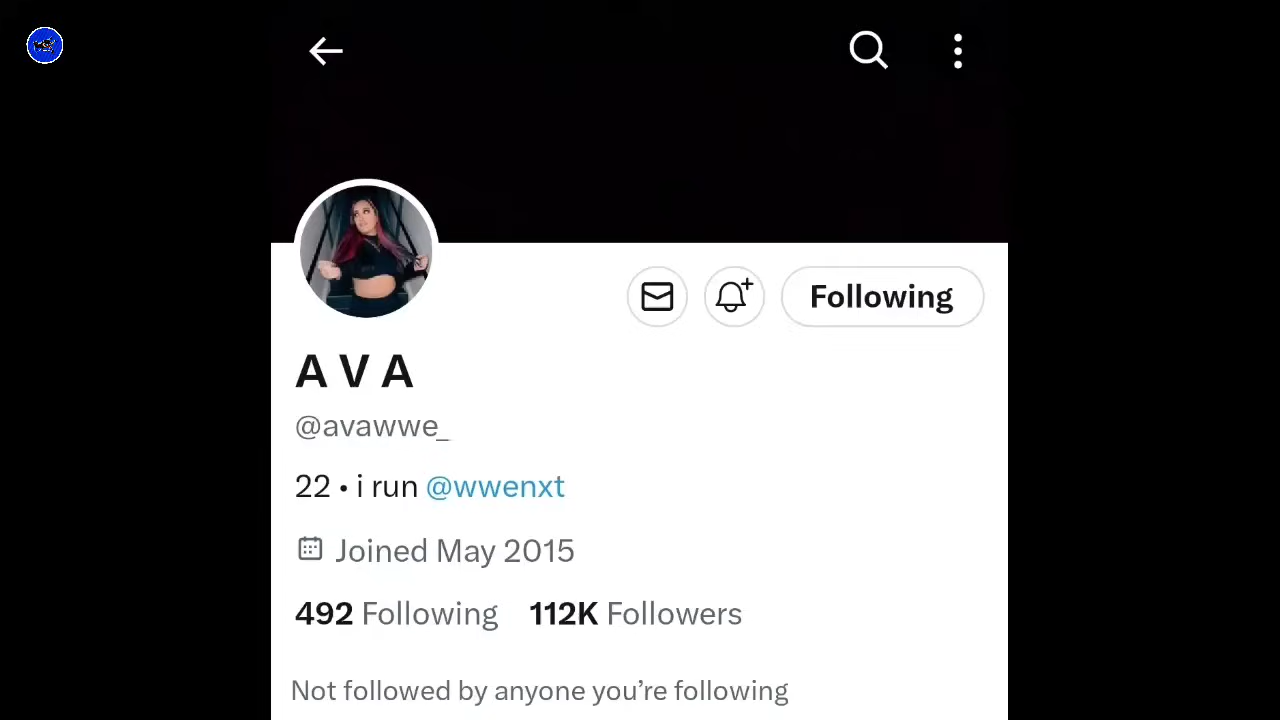 Following
A V A
@avawwe_
22 • i run @wwenxt
Joined May 2015
492 Following 112K Followers
Not followed by anyone you’re following